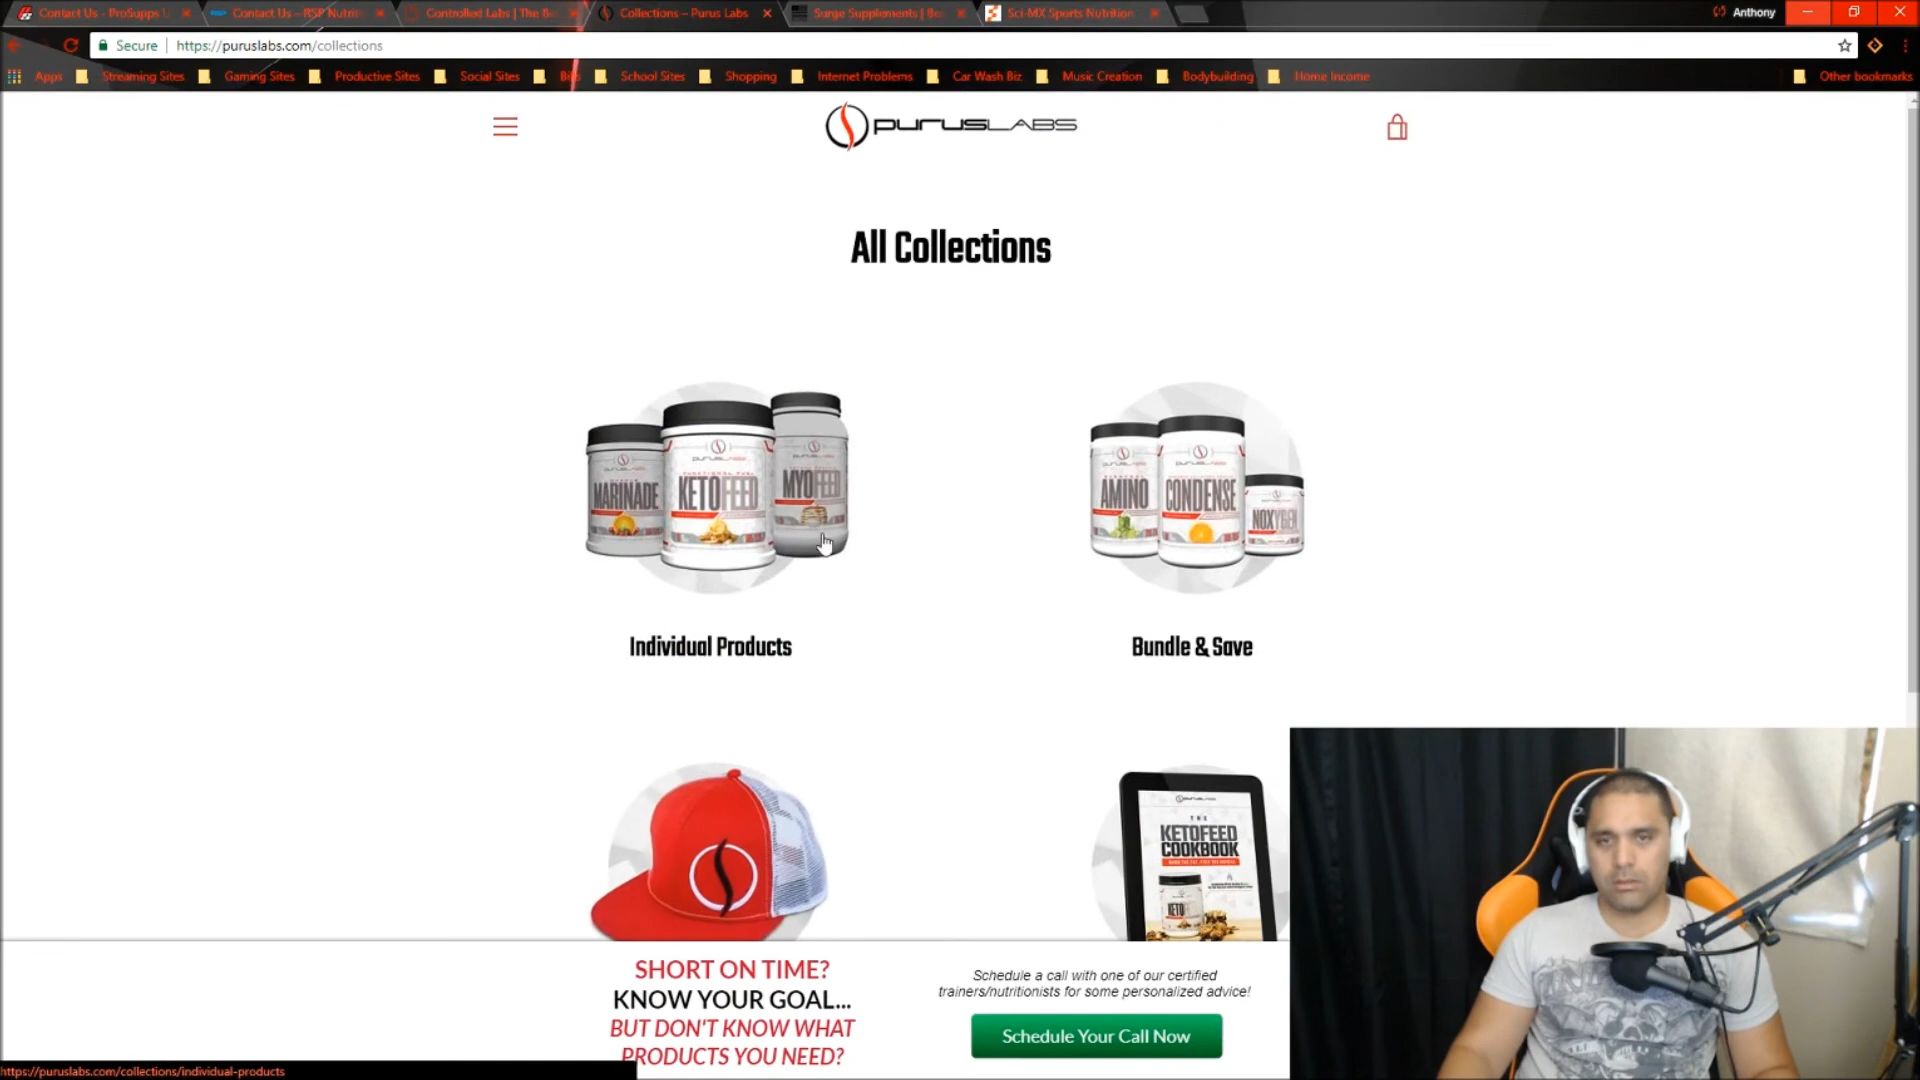 Contact Us - ProSupps U
Contact Us – RSP Nutriti
Controlled Labs | The Be
Collections – Purus Labs
Surge Supplements | Be
Sci-MX Sports Nutrition
Anthony
Secure
https://puruslabs.com/collections
Apps
Streaming Sites
Gaming Sites
Productive Sites
Social Sites
Bills
School Sites
Shopping
Internet Problems
Car Wash Biz
Music Creation
Bodybuilding
Home Income
Other bookmarks
PURUSLABS
All Collections
MARINADE
KETOFEED
MYOFEED
AMINO
CONDENSE
NOXYGEN
Individual Products
Bundle & Save
PURUSLABS
THE
KETOFEED
COOKBOOK
KETO
SHORT ON TIME?
KNOW YOUR GOAL...
BUT DON'T KNOW WHAT
PRODUCTS YOU NEED?
Schedule a call with one of our certified
trainers/nutritionists for some personalized advice!
Schedule Your Call Now
https://puruslabs.com/collections/individual-products